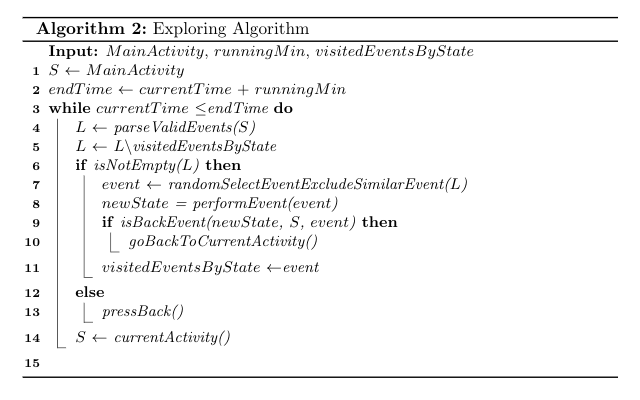 Algorithm 2: Exploring Algorithm
Input: MainActivity, runningMin, visitedEventsByState
1 S ← MainActivity
2 endTime ← currentTime + runningMin
3 while currentTime ≤endTime do
4 L ← parseValidEvents(S)
5 L ← L\visitedEventsByState
6 if isNotEmpty(L) then
7 event ← randomSelectEventExcludeSimilarEvent(L)
8 newState = performEvent(event)
9 if isBackEvent(newState, S, event) then
10 goBackToCurrentActivity()
11 visitedEventsByState ←event
12 else
13 pressBack()
14 S ← currentActivity()
15